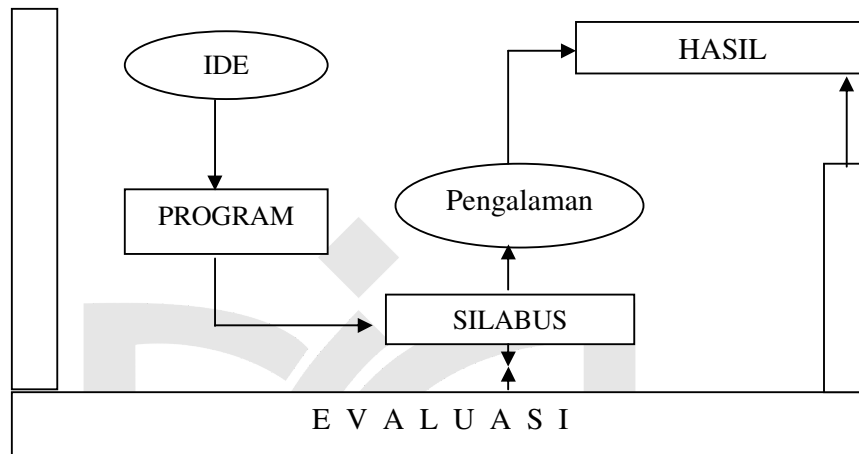 IDE
HASIL
PROGRAM
Pengalaman
SILABUS
E V A L U A S I